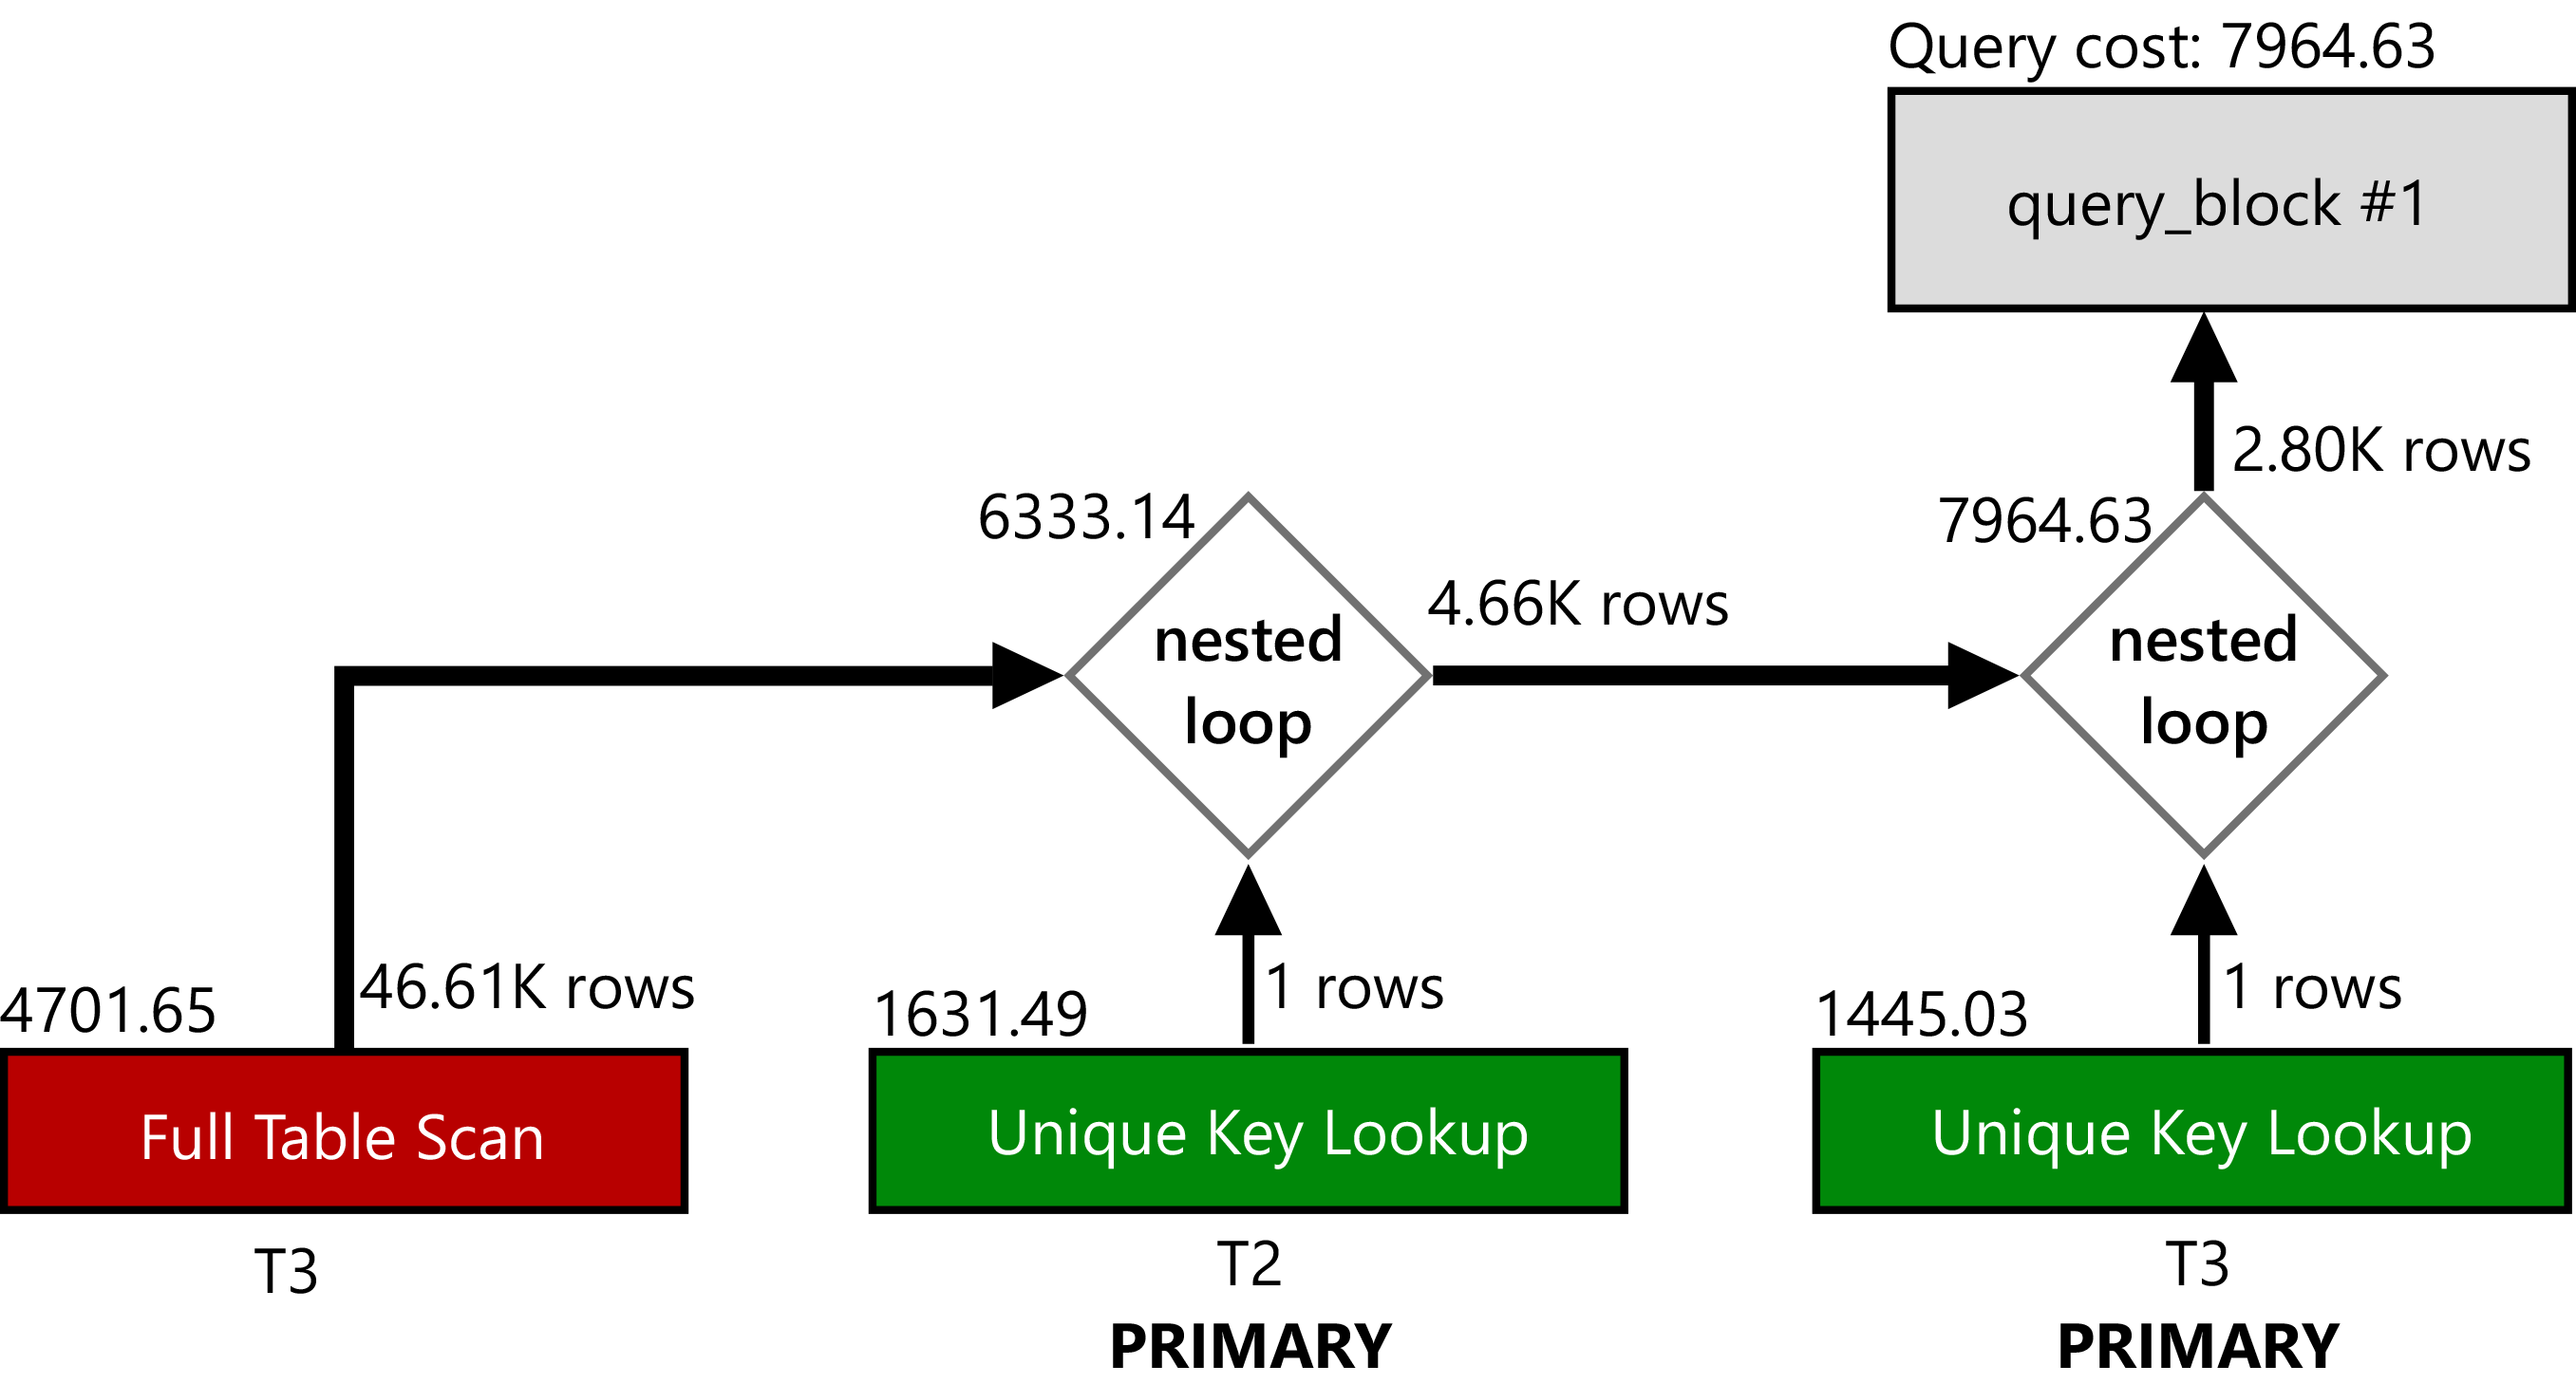 Query cost: 7964.63
query_block #1
2.80K rows
6333.14
7964.63
nested
loop
4.66K rows
nested
loop
4701.65
46.61K rows
1631.49
1 rows
1445.03
1 rows
Full Table Scan
Unique Key Lookup
Unique Key Lookup
T3
T2
PRIMARY
T3
PRIMARY